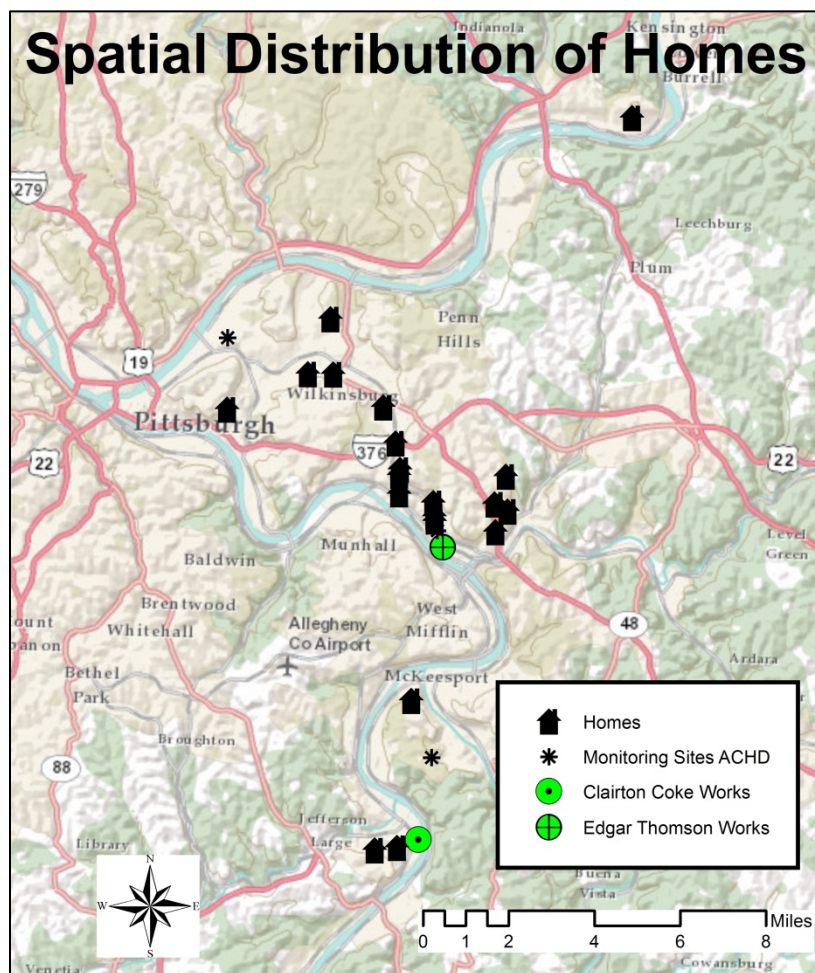 Spatial Distribution of Homes
Indianola
Kensington
Burrell
279
Leechburg
Plum
Penn
Hills
19
Wilkinsburg
Pittsburgh
376
22
22
Level
Green
Munhall
Baldwin
Brentwood
Whitehall
West
Mifflin
48
Allegheny
Co Airport
Ardara
Bethel
Park
McKeesport
Broughton
88
Homes
Monitoring Sites ACHD
Clairton Coke Works
Edgar Thomson Works
Jefferson
Large
Library
Buena
Vista
N
W E
S
Miles
0 1 2 4 6 8
Venetia
Cowansburg